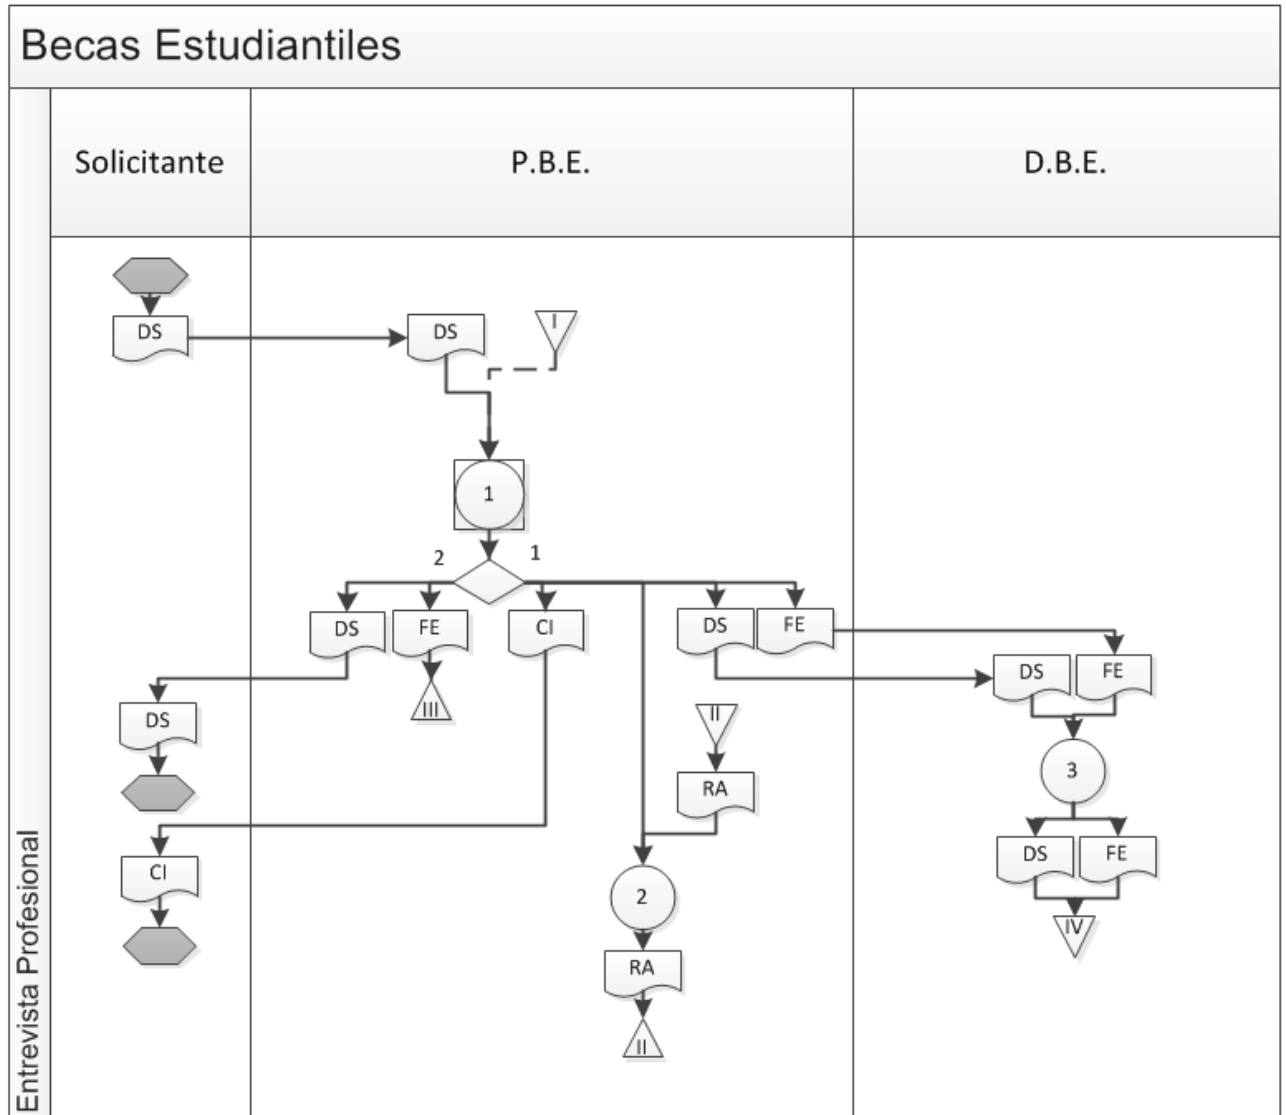 Becas Estudiantiles
Solicitante
P.B.E.
D.B.E.
Entrevista Profesional
DS
DS
I
1
2
1
DS
FE
CI
DS
FE
DS
FE
III
II
DS
RA
3
CI
DS
FE
2
IV
RA
II